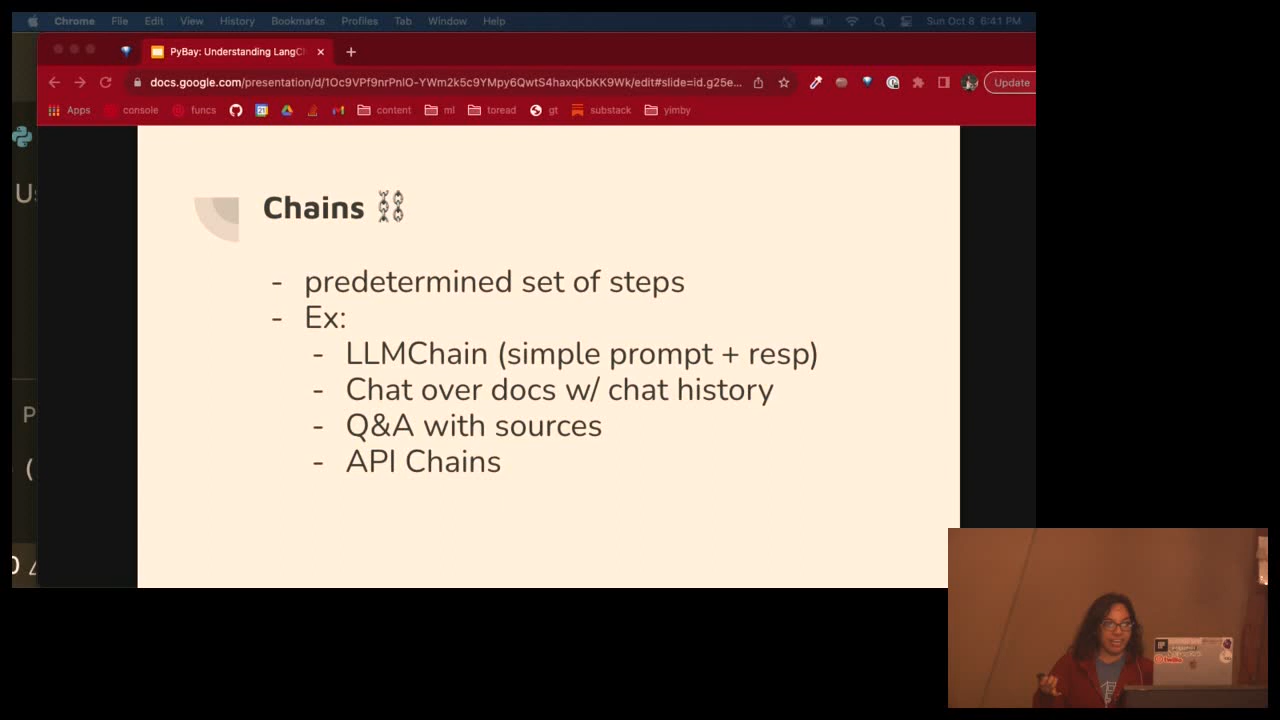 Chrome File Edit View History Bookmarks Profiles Tab Window Help Sun Oct 8 6:41 PM
PyBay: Understanding LangC
docs.google.com/presentation/d/1Oc9VPf9nrPnIO-YWm2k5c9YMpy6QwtS4haxqKbKK9Wk/edit#slide=id.g25e... Update
Apps console funcs content ml toread gt substack yimby
Chains
- predetermined set of steps
- Ex:
- LLMChain (simple prompt + resp)
- Chat over docs w/ chat history
- Q&A with sources
- API Chains